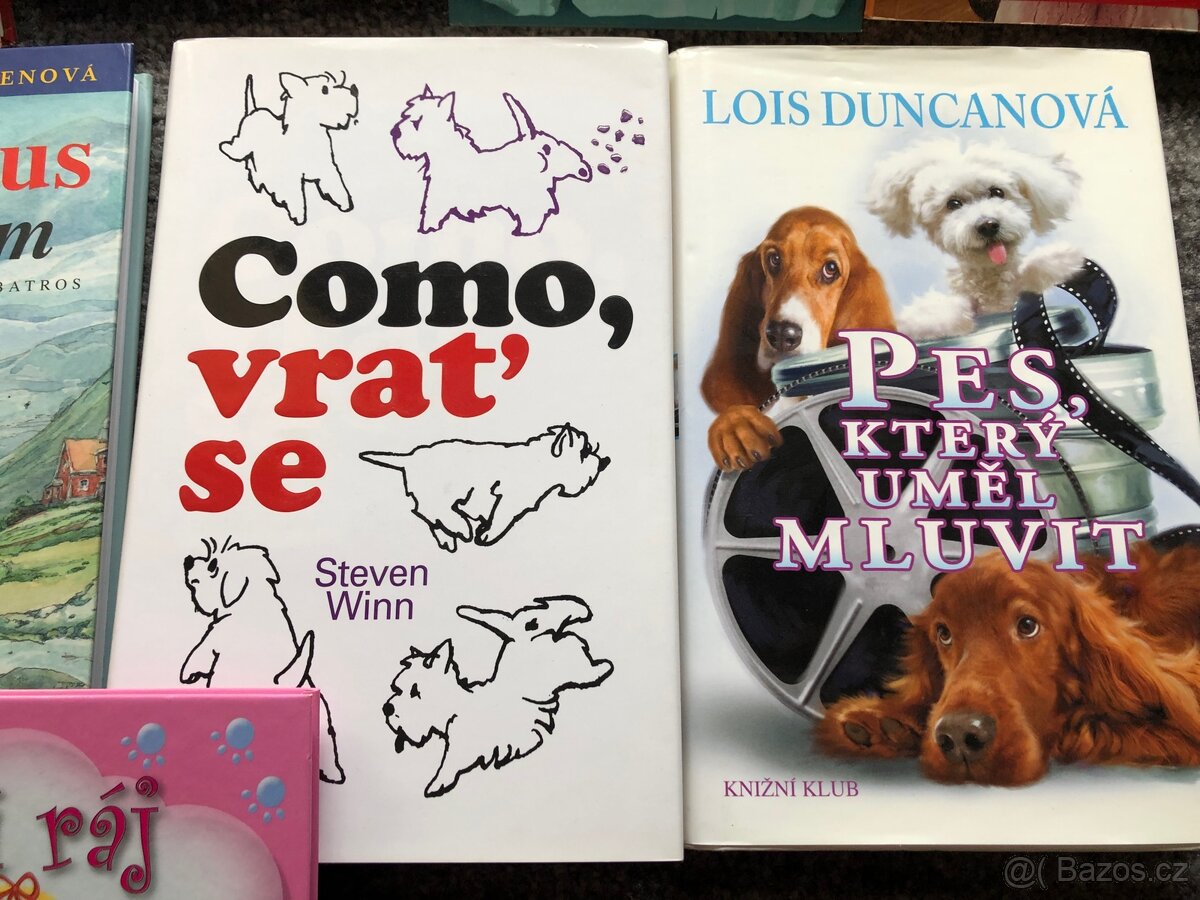 ENOVÁ
us
m
BATROS
Como,
vrať
se
Steven
Winn
LOIS DUNCANOVÁ
PES,
KTERÝ
UMĚL
MLUVIT
KNIŽNÍ KLUB
ráj
@( Bazos.cz